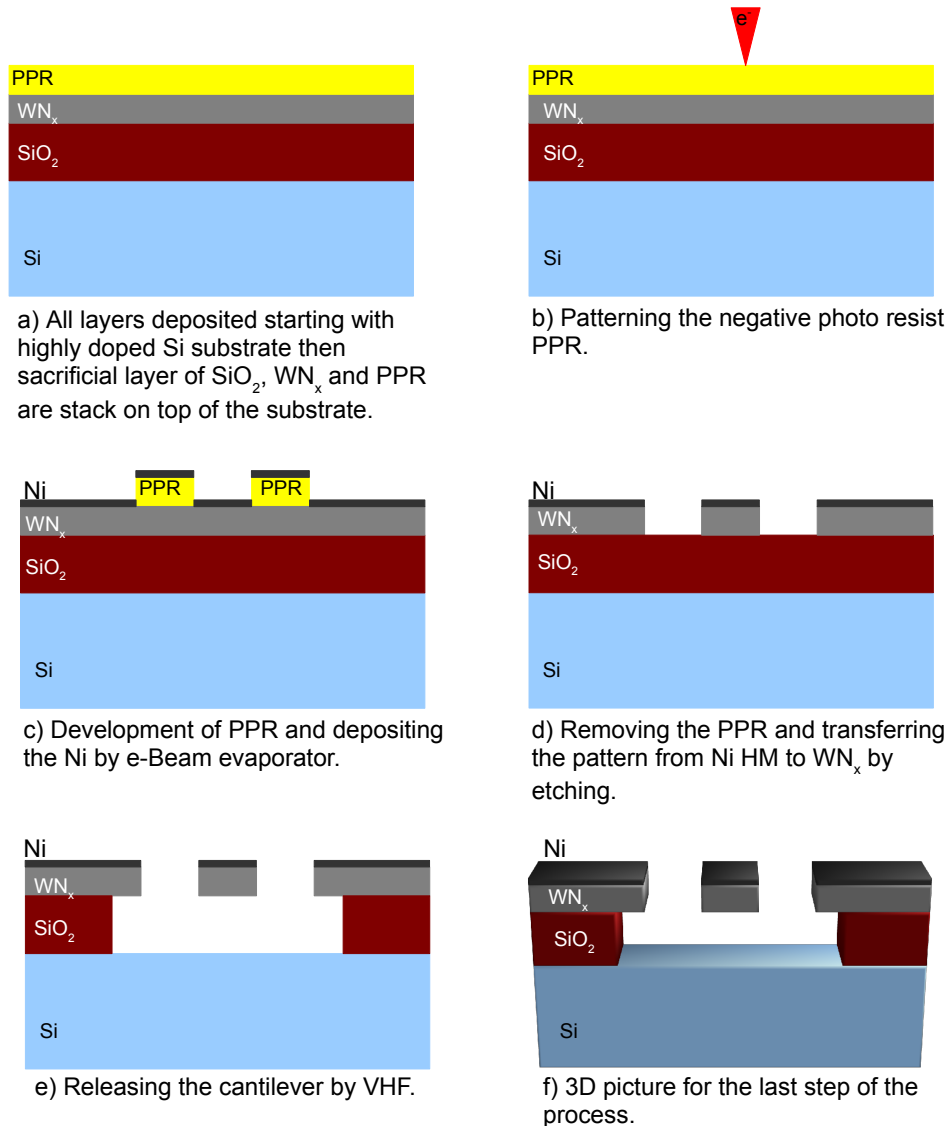 e-
PPR
WNx
SiO2
Si
a) All layers deposited starting with
highly doped Si substrate then
sacrificial layer of SiO2, WNx and PPR
are stack on top of the substrate.
PPR
WNx
SiO2
Si
b) Patterning the negative photo resist
PPR.
Ni
PPR
PPR
WNx
SiO2
Si
c) Development of PPR and depositing
the Ni by e-Beam evaporator.
Ni
WNx
SiO2
Si
d) Removing the PPR and transferring
the pattern from Ni HM to WNx by
etching.
Ni
WNx
SiO2
Si
e) Releasing the cantilever by VHF.
Ni
WNx
SiO2
Si
f) 3D picture for the last step of the
process.